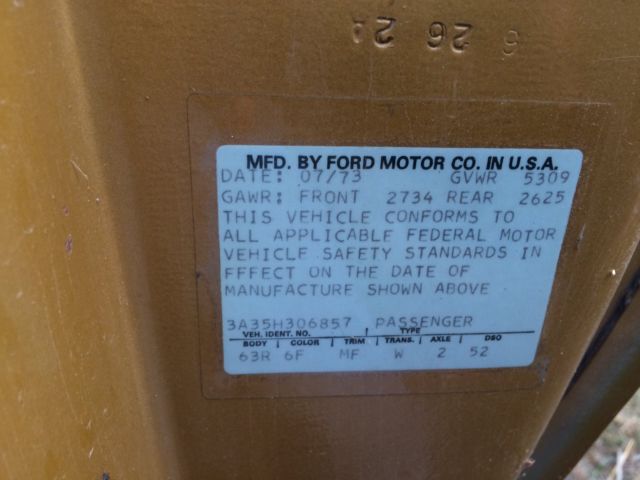 6 26 21
MFD. BY FORD MOTOR CO. IN U.S.A.
DATE: 07/73 GVWR 5309
GAWR: FRONT 2734 REAR 2625
THIS VEHICLE CONFORMS TO
ALL APPLICABLE FEDERAL MOTOR
VEHICLE SAFETY STANDARDS IN
EFFECT ON THE DATE OF
MANUFACTURE SHOWN ABOVE
3A35H306857 PASSENGER
VEH. IDENT. NO. TYPE
BODY COLOR TRIM TRANS. AXLE DSO
63R 6F MF W 2 52